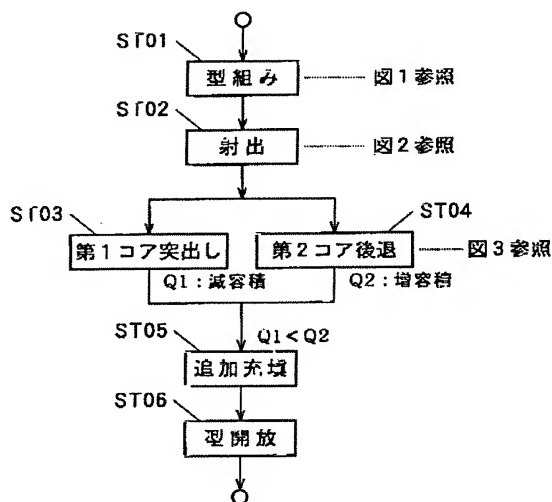 ST01
型組み
図1参照
ST02
射出
図2参照
ST03
ST04
第1コア突出し
第2コア後退
図3参照
Q1：減容積
Q2：増容積
Q1＜Q2
ST05
追加充填
ST06
型開放